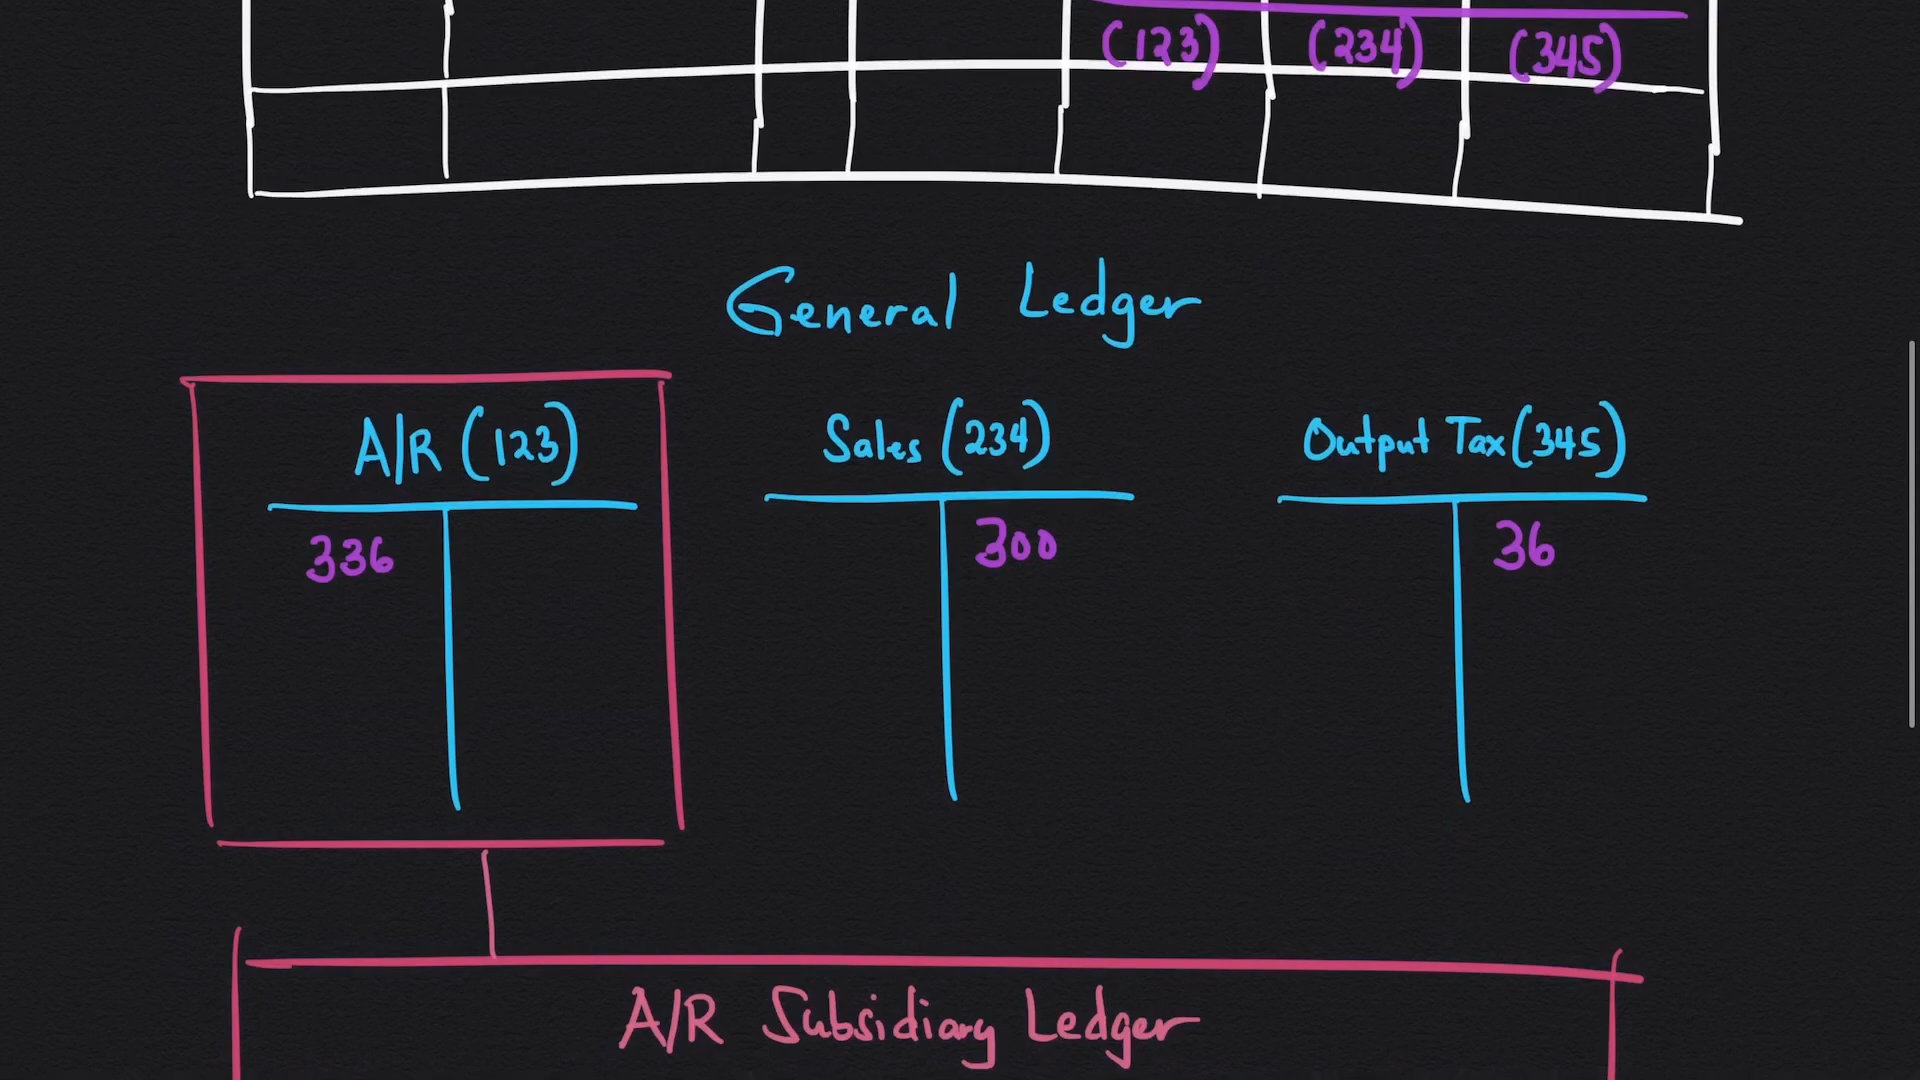 (123) (234) (345)
General Ledger
A/R (123) Sales (234) Output Tax (345)
336 300 36
A/R Subsidiary Ledger